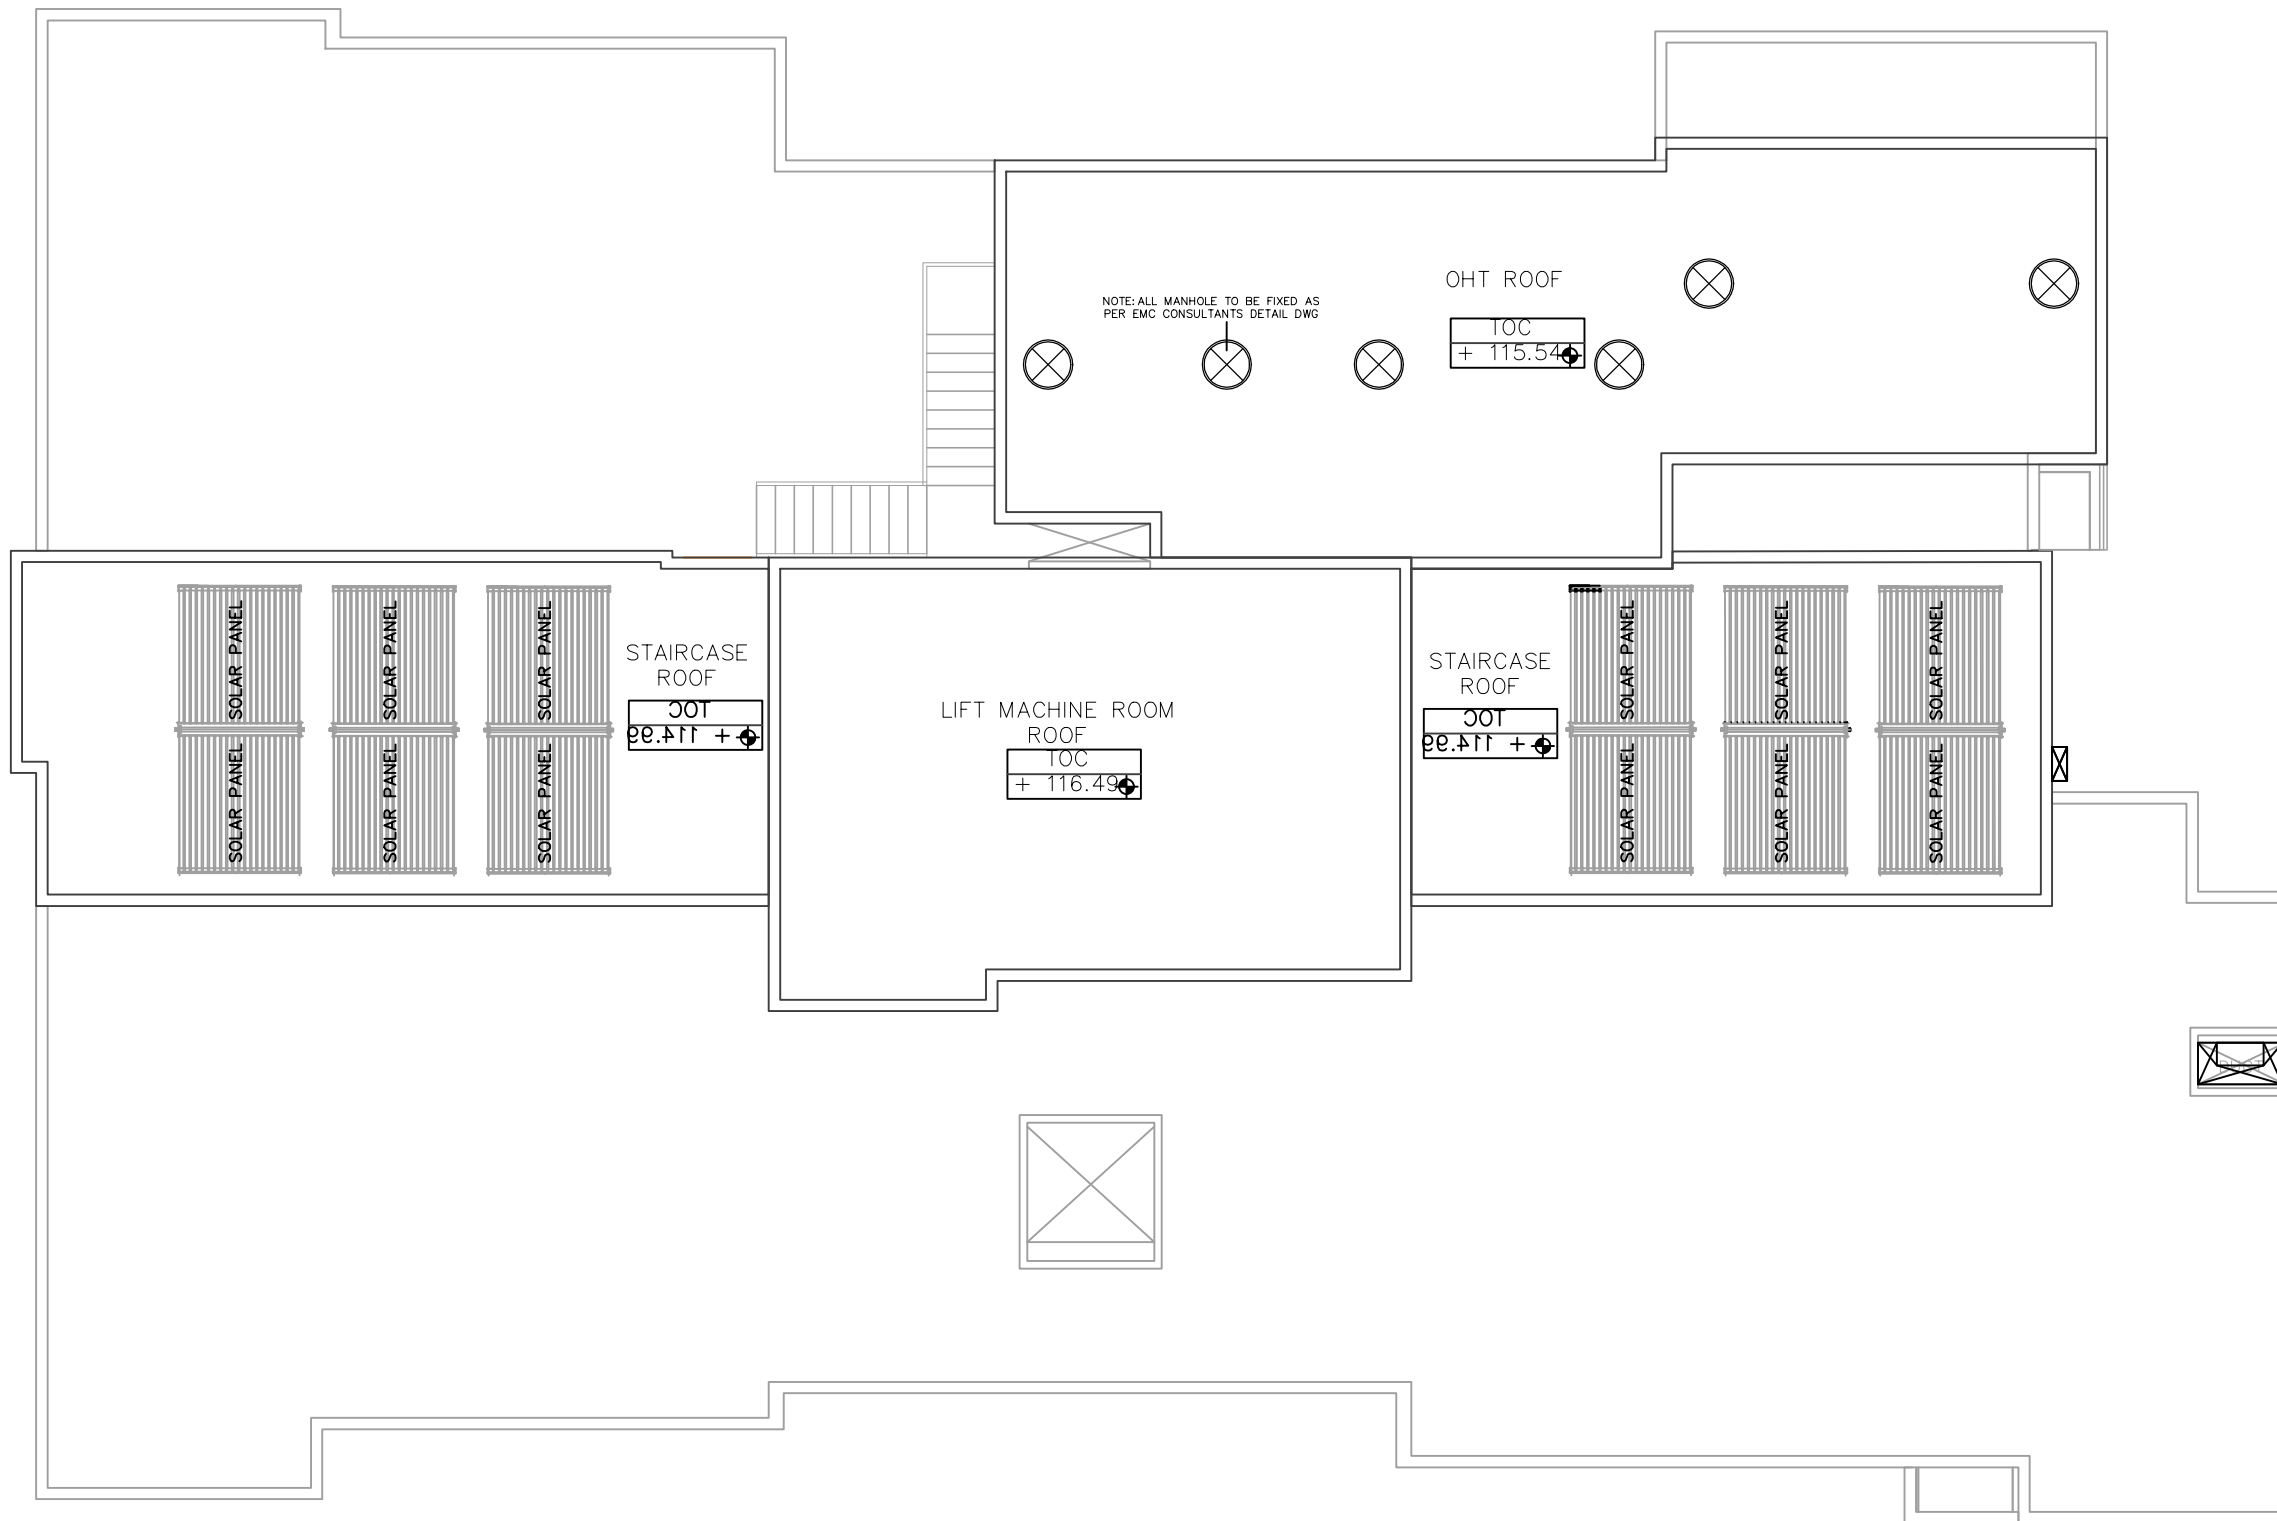 OHT ROOF
NOTE: ALL MANHOLE TO BE FIXED AS
PER EMC CONSULTANTS DETAIL DWG
TOC
+ 115.54
SOLAR PANEL
SOLAR PANEL
SOLAR PANEL
SOLAR PANEL
SOLAR PANEL
SOLAR PANEL
STAIRCASE
ROOF
TOC
+ 114.99
LIFT MACHINE ROOM
ROOF
TOC
+ 116.49
STAIRCASE
ROOF
TOC
+ 114.99
SOLAR PANEL
SOLAR PANEL
SOLAR PANEL
SOLAR PANEL
SOLAR PANEL
SOLAR PANEL